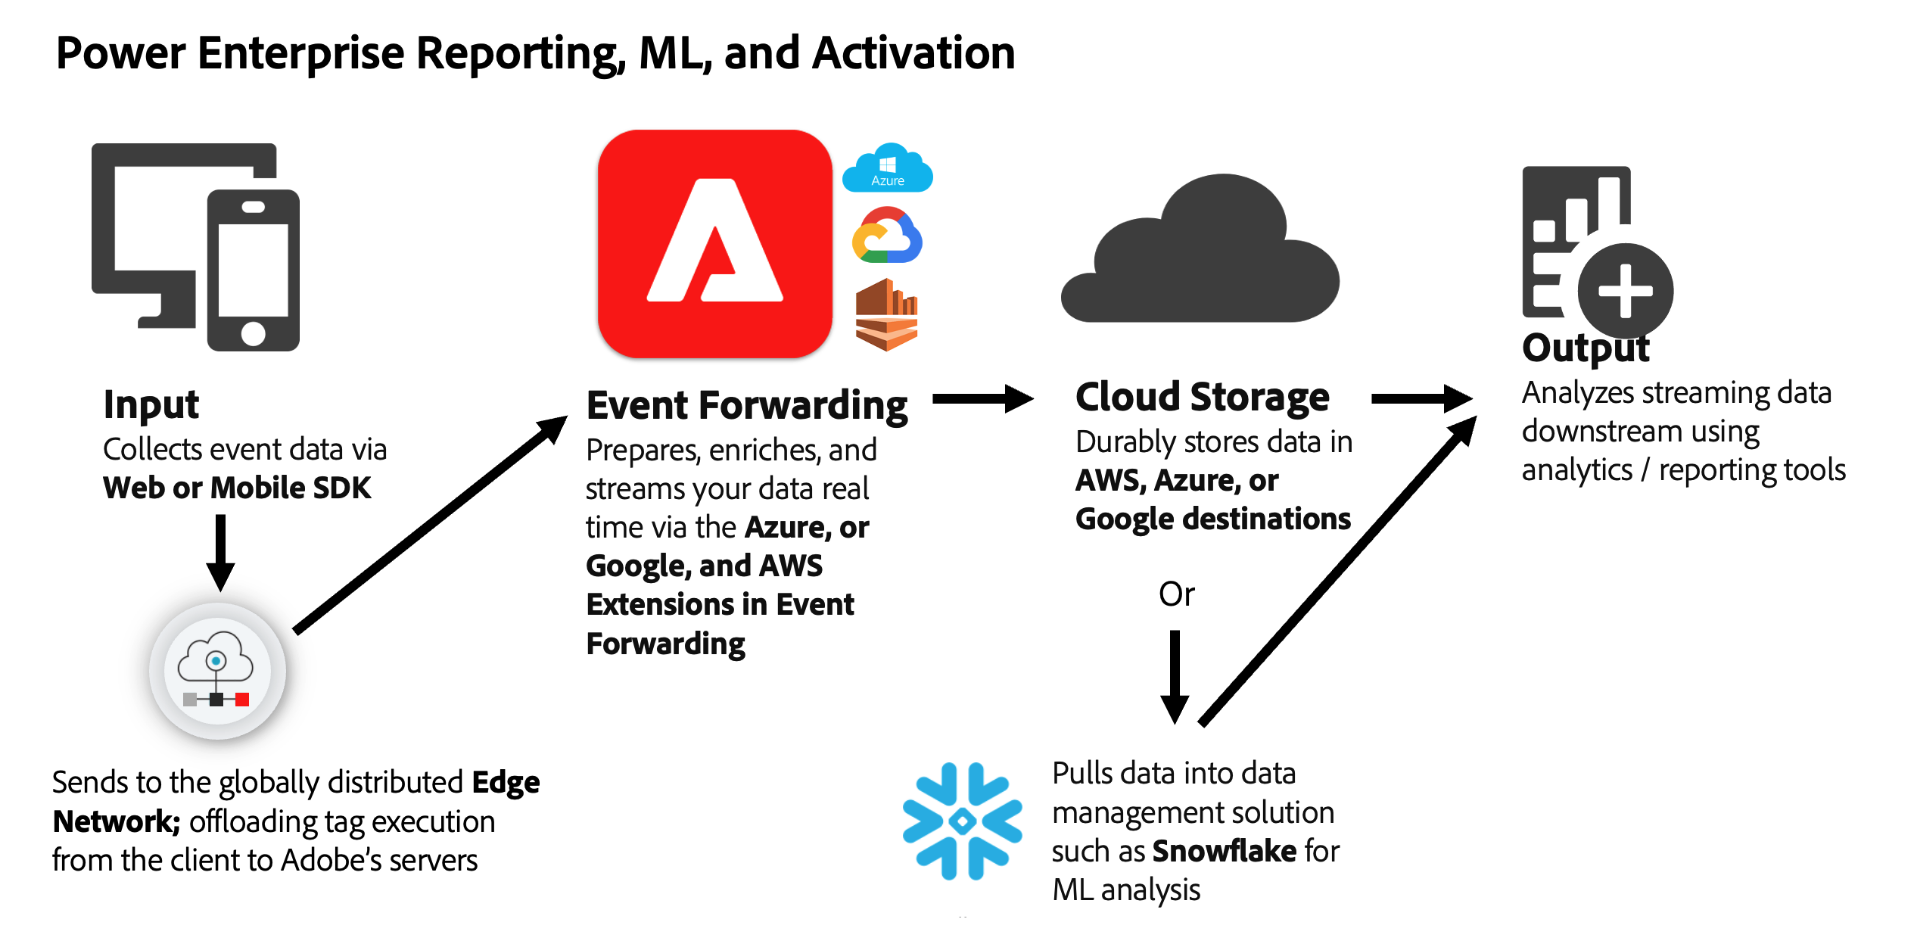 Power Enterprise Reporting, ML, and Activation
Azure
Input
Collects event data via
Web or Mobile SDK
Sends to the globally distributed Edge
Network; offloading tag execution
from the client to Adobe's servers
Event Forwarding
Prepares, enriches, and
streams your data real
time via the Azure, or
Google, and AWS
Extensions in Event
Forwarding
Cloud Storage
Durably stores data in
AWS, Azure, or
Google destinations
Or
Pulls data into data
management solution
such as Snowflake for
ML analysis
Output
Analyzes streaming data
downstream using
analytics / reporting tools